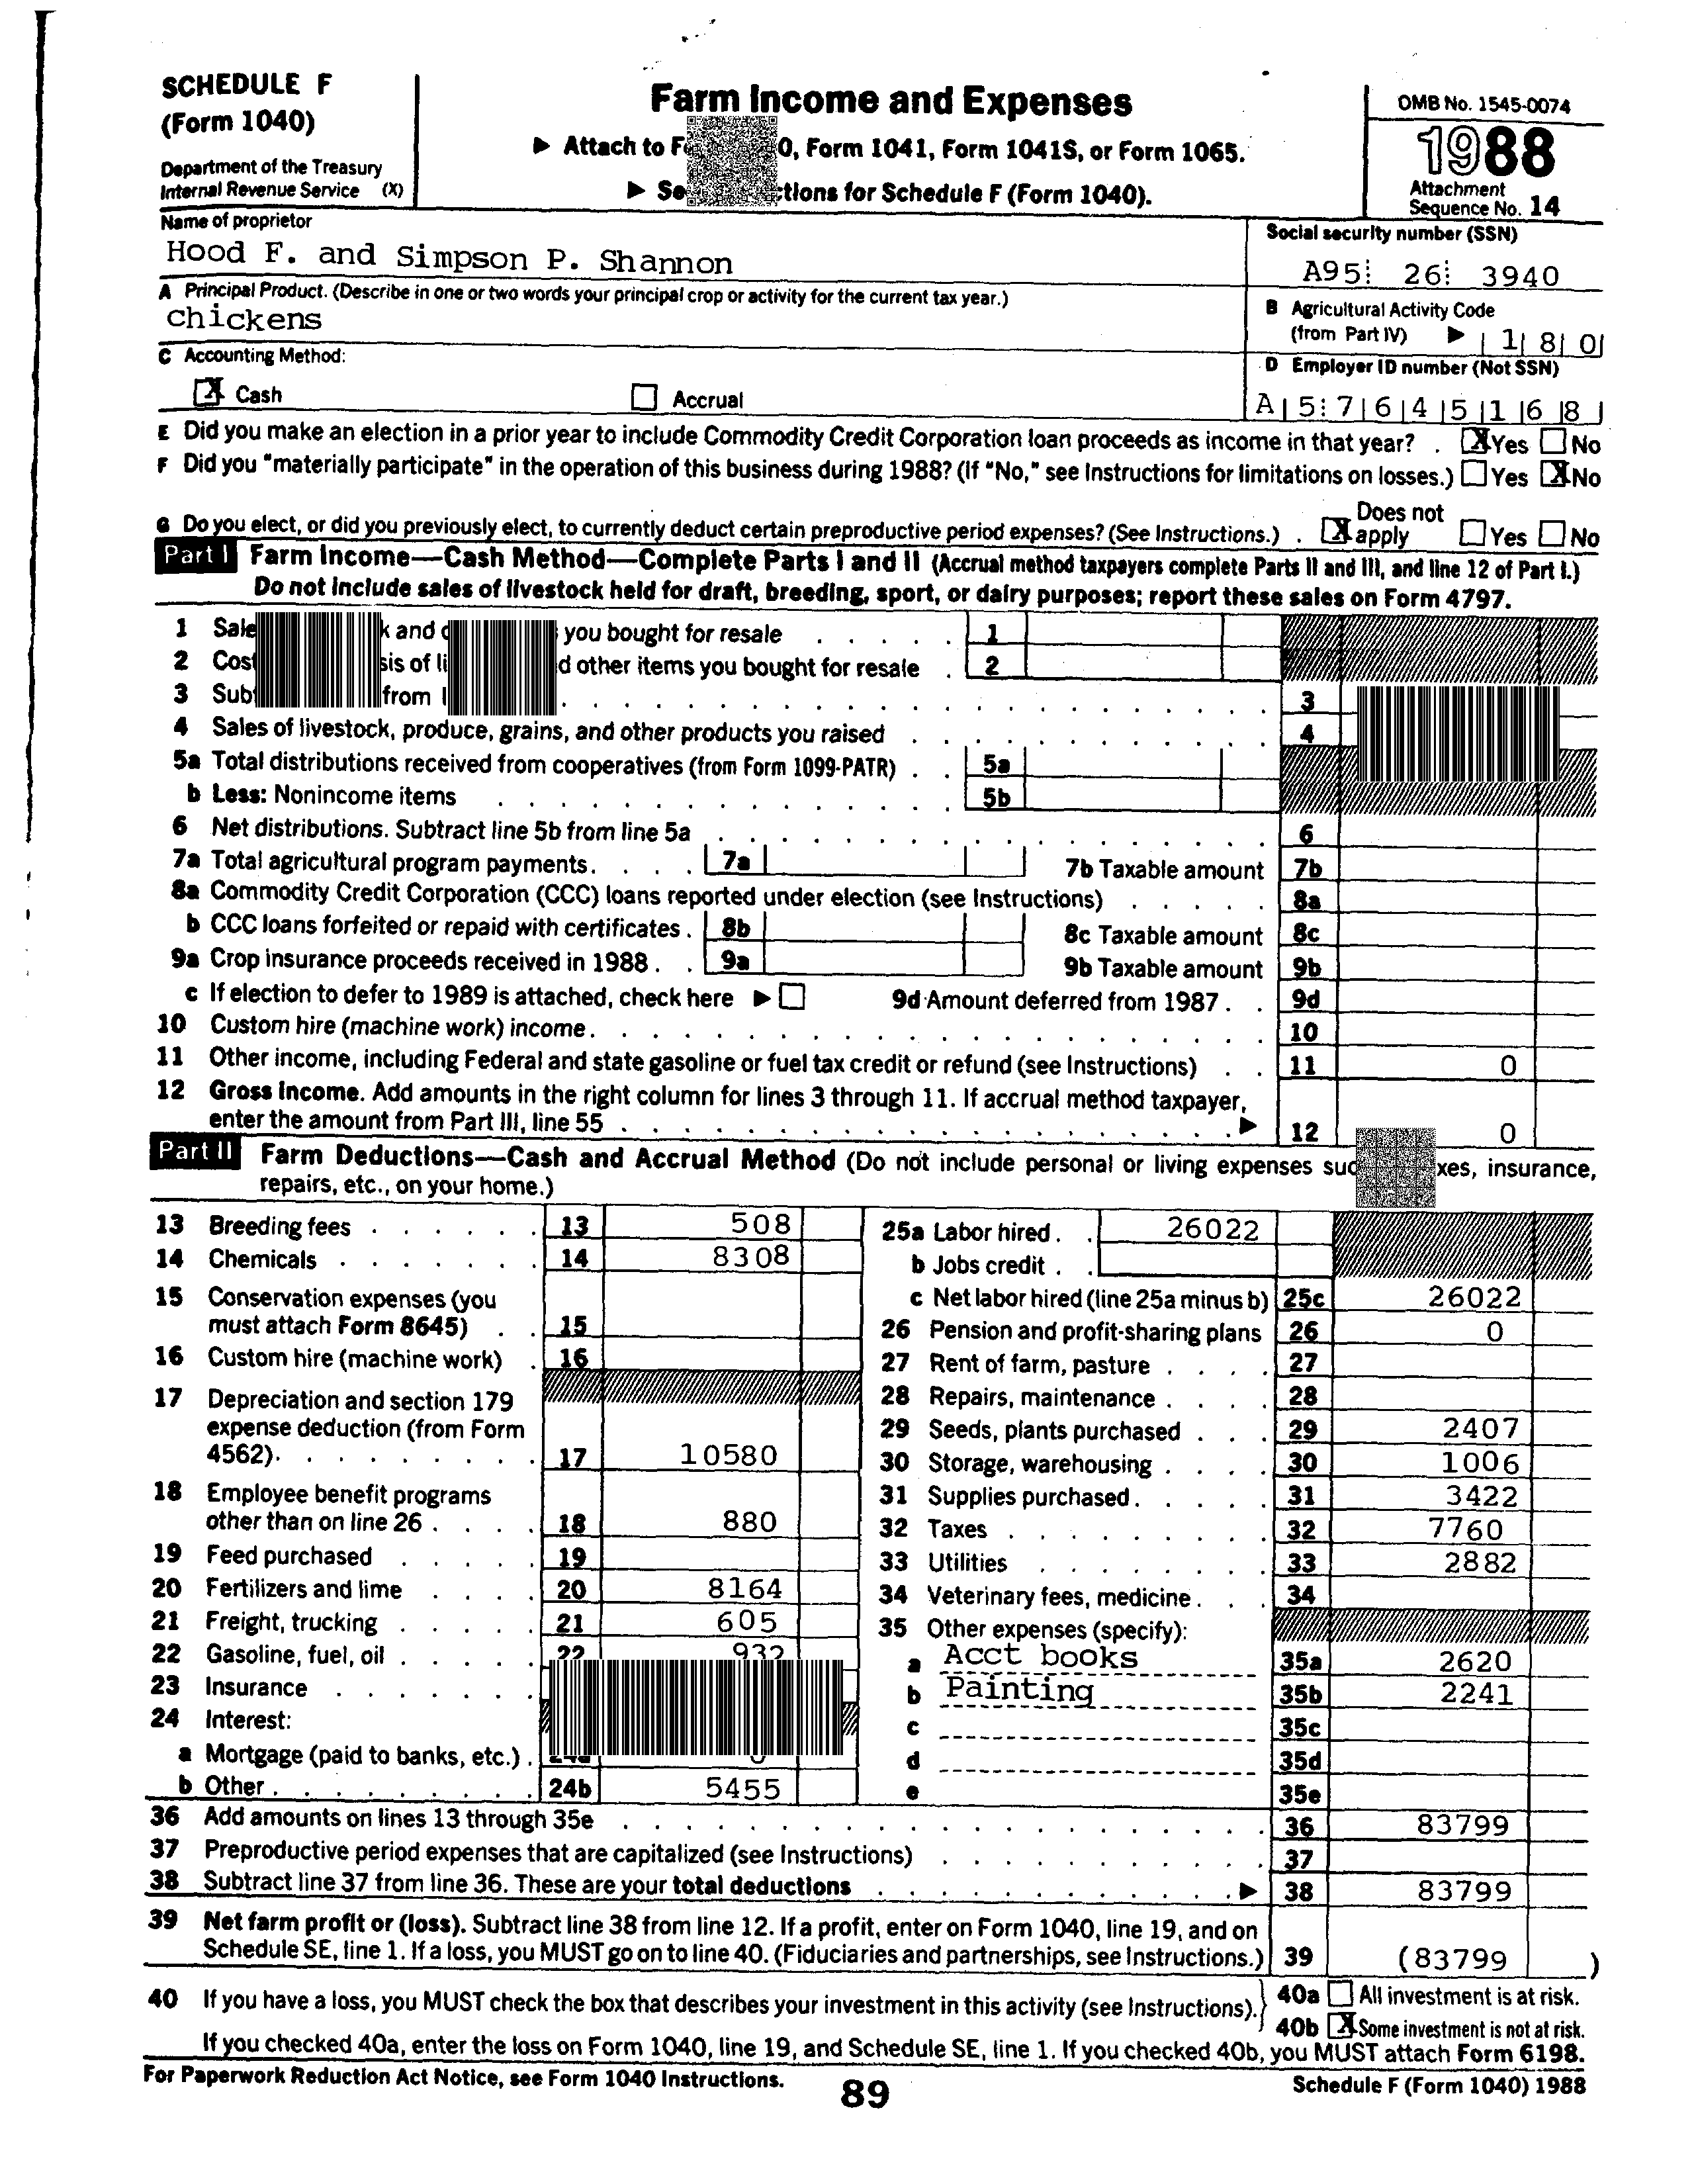 SCHEDULE F
(Form 1040)
Department of the Treasury
Internal Revenue Service (X)
Farm Income and Expenses
▶ Attach to 0, Form 1041, Form 1041S, or Form 1065.
▶ for Schedule F (Form 1040).
OMB No. 1545-0074
1988
Attachment
Sequence No. 14
Name of proprietor
Hood F. and Simpson P. Shannon
Social security number (SSN)
A95 26 3940
A Principal Product. (Describe in one or two words your principal crop or activity for the current tax year.)
chickens
B Agricultural Activity Code
(from Part IV) ▶ 1 8 0
C Accounting Method:
X Cash Accrual
D Employer ID number (Not SSN)
A 5 7 6 4 5 1 6 8
E Did you make an election in a prior year to include Commodity Credit Corporation loan proceeds as income in that year? . X Yes No
F Did you "materially participate" in the operation of this business during 1988? (If "No," see Instructions for limitations on losses.) Yes X No
G Do you elect, or did you previously elect, to currently deduct certain preproductive period expenses? (See Instructions.) . X Does not apply Yes No
Part I Farm Income—Cash Method—Complete Parts I and II (Accrual method taxpayers complete Parts II and III, and line 12 of Part I.)
Do not include sales of livestock held for draft, breeding, sport, or dairy purposes; report these sales on Form 4797.
1 and you bought for resale 1
2 of other items you bought for resale 2
3 from 3
4 Sales of livestock, produce, grains, and other products you raised 4
5a Total distributions received from cooperatives (from Form 1099-PATR) 5a
b Less: Nonincome items 5b
6 Net distributions. Subtract line 5b from line 5a 6
7a Total agricultural program payments. 7a 7b Taxable amount 7b
8a Commodity Credit Corporation (CCC) loans reported under election (see Instructions) 8a
b CCC loans forfeited or repaid with certificates . 8b 8c Taxable amount 8c
9a Crop insurance proceeds received in 1988 . 9a 9b Taxable amount 9b
c If election to defer to 1989 is attached, check here ▶ 9d Amount deferred from 1987 . 9d
10 Custom hire (machine work) income. 10
11 Other income, including Federal and state gasoline or fuel tax credit or refund (see Instructions) 11 0
12 Gross Income. Add amounts in the right column for lines 3 through 11. If accrual method taxpayer,
enter the amount from Part III, line 55 ▶ 12 0
Part II Farm Deductions—Cash and Accrual Method (Do not include personal or living expenses insurance,
repairs, etc., on your home.)
13 Breeding fees 13 508
14 Chemicals 14 8308
15 Conservation expenses (you
must attach Form 8645) 15
16 Custom hire (machine work) 16
17 Depreciation and section 179
expense deduction (from Form
4562). 17 10580
18 Employee benefit programs
other than on line 26 18 880
19 Feed purchased 19
20 Fertilizers and lime 20 8164
21 Freight, trucking 21 605
22 Gasoline, fuel, oil 22 932
23 Insurance
24 Interest:
a Mortgage (paid to banks, etc.) . 24a 0
b Other . 24b 5455
25a Labor hired . 26022
b Jobs credit .
c Net labor hired (line 25a minus b) 25c 26022
26 Pension and profit-sharing plans 26 0
27 Rent of farm, pasture 27
28 Repairs, maintenance 28
29 Seeds, plants purchased 29 2407
30 Storage, warehousing 30 1006
31 Supplies purchased. 31 3422
32 Taxes 32 7760
33 Utilities 33 2882
34 Veterinary fees, medicine. 34
35 Other expenses (specify):
a Acct books 35a 2620
b Painting 35b 2241
c 35c
d 35d
e 35e
36 Add amounts on lines 13 through 35e 36 83799
37 Preproductive period expenses that are capitalized (see Instructions) 37
38 Subtract line 37 from line 36. These are your total deductions ▶ 38 83799
39 Net farm profit or (loss). Subtract line 38 from line 12. If a profit, enter on Form 1040, line 19, and on
Schedule SE, line 1. If a loss, you MUST go on to line 40. (Fiduciaries and partnerships, see Instructions.) 39 (83799 )
40 If you have a loss, you MUST check the box that describes your investment in this activity (see Instructions). 40a All investment is at risk.
40b X Some investment is not at risk.
If you checked 40a, enter the loss on Form 1040, line 19, and Schedule SE, line 1. If you checked 40b, you MUST attach Form 6198.
For Paperwork Reduction Act Notice, see Form 1040 Instructions.
89
Schedule F (Form 1040) 1988